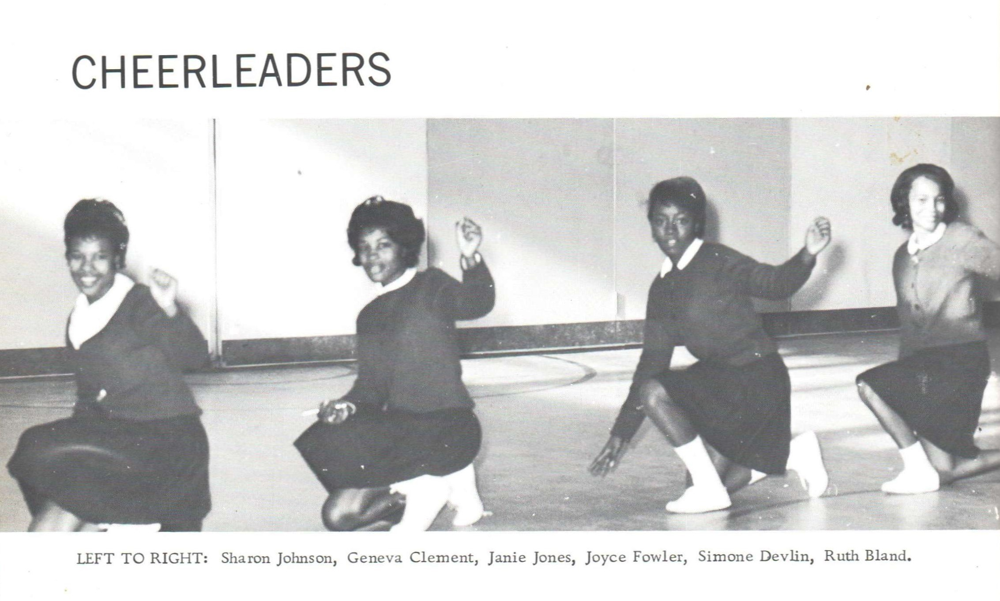 CHEERLEADERS
LEFT TO RIGHT: Sharon Johnson, Geneva Clement, Janie Jones, Joyce Fowler, Simone Devlin, Ruth Bland.